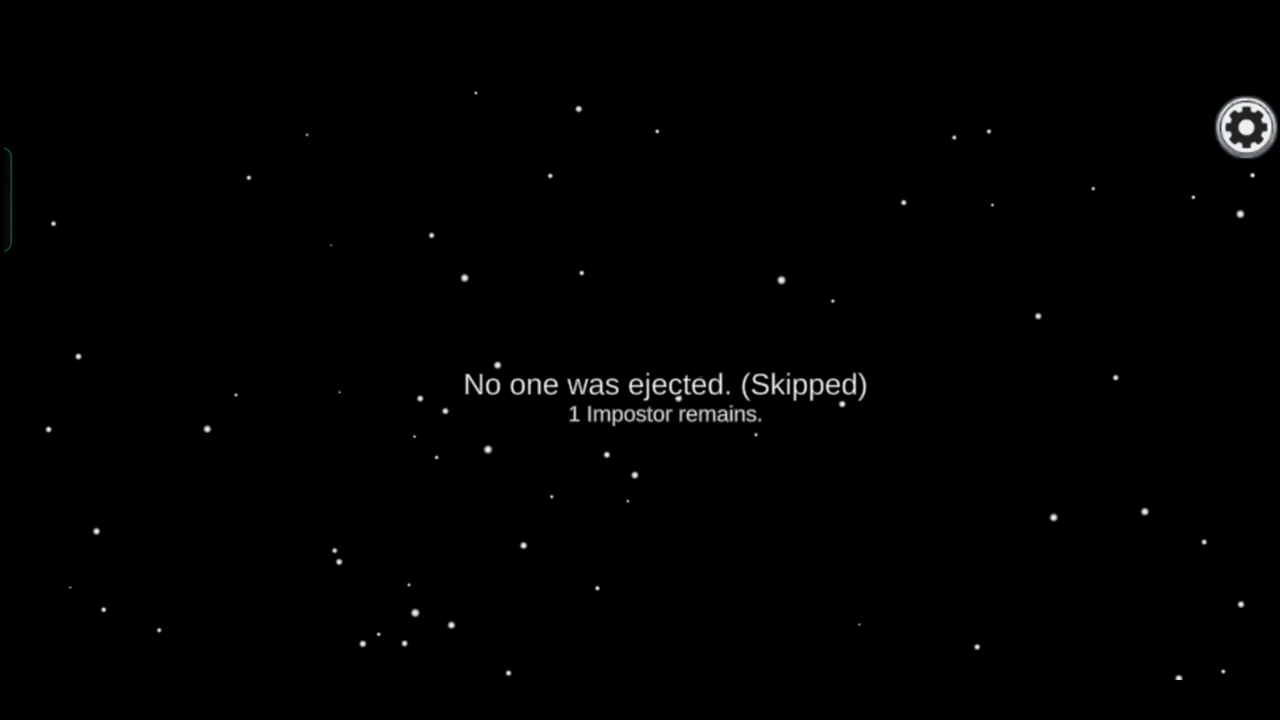 No one was ejected. (Skipped)
1 Impostor remains.